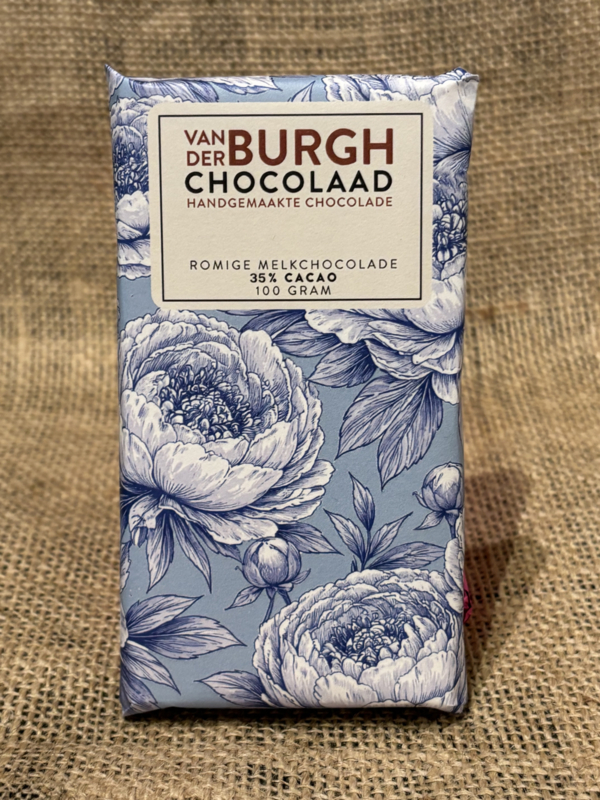 VAN DER BURGH
CHOCOLAAD
HANDGEMAAKTE CHOCOLADE
ROMIGE MELKCHOCOLADE
35% CACAO
100 GRAM